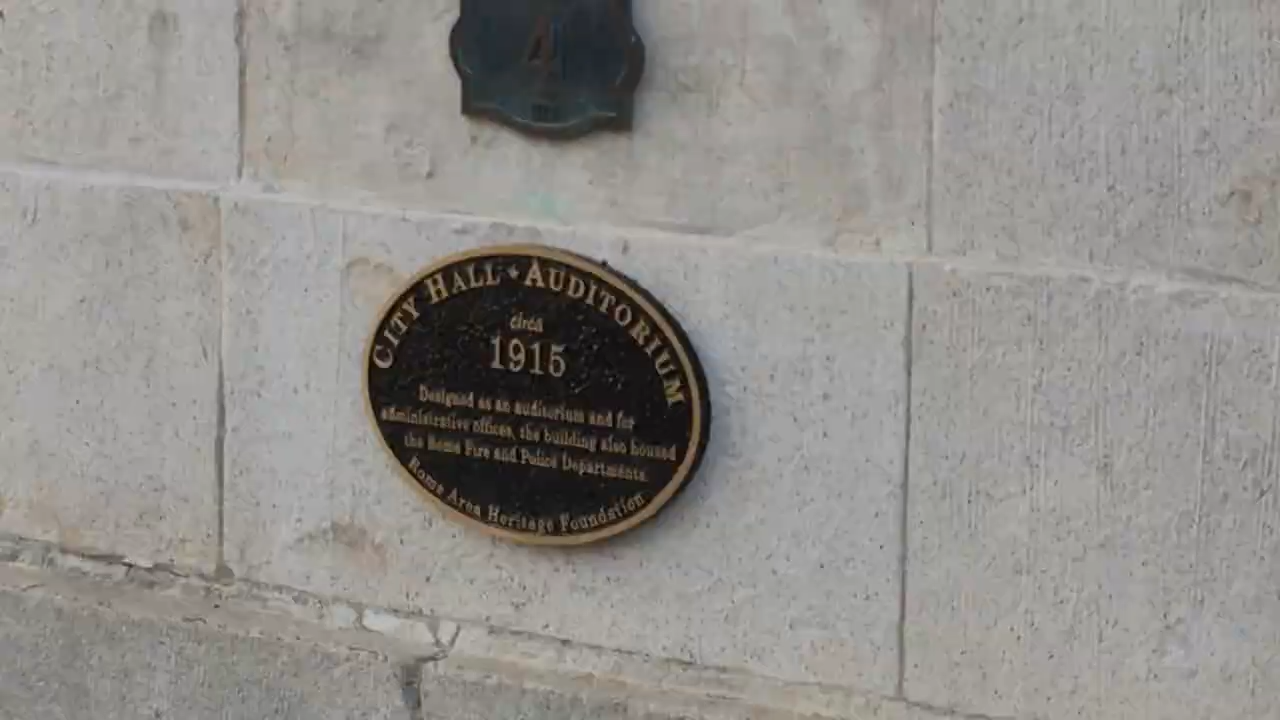 4
CITY HALL ★ AUDITORIUM
circa
1915
Designed as an auditorium and for
administrative offices, the building also housed
the Rome Fire and Police Departments.
Rome Area Heritage Foundation